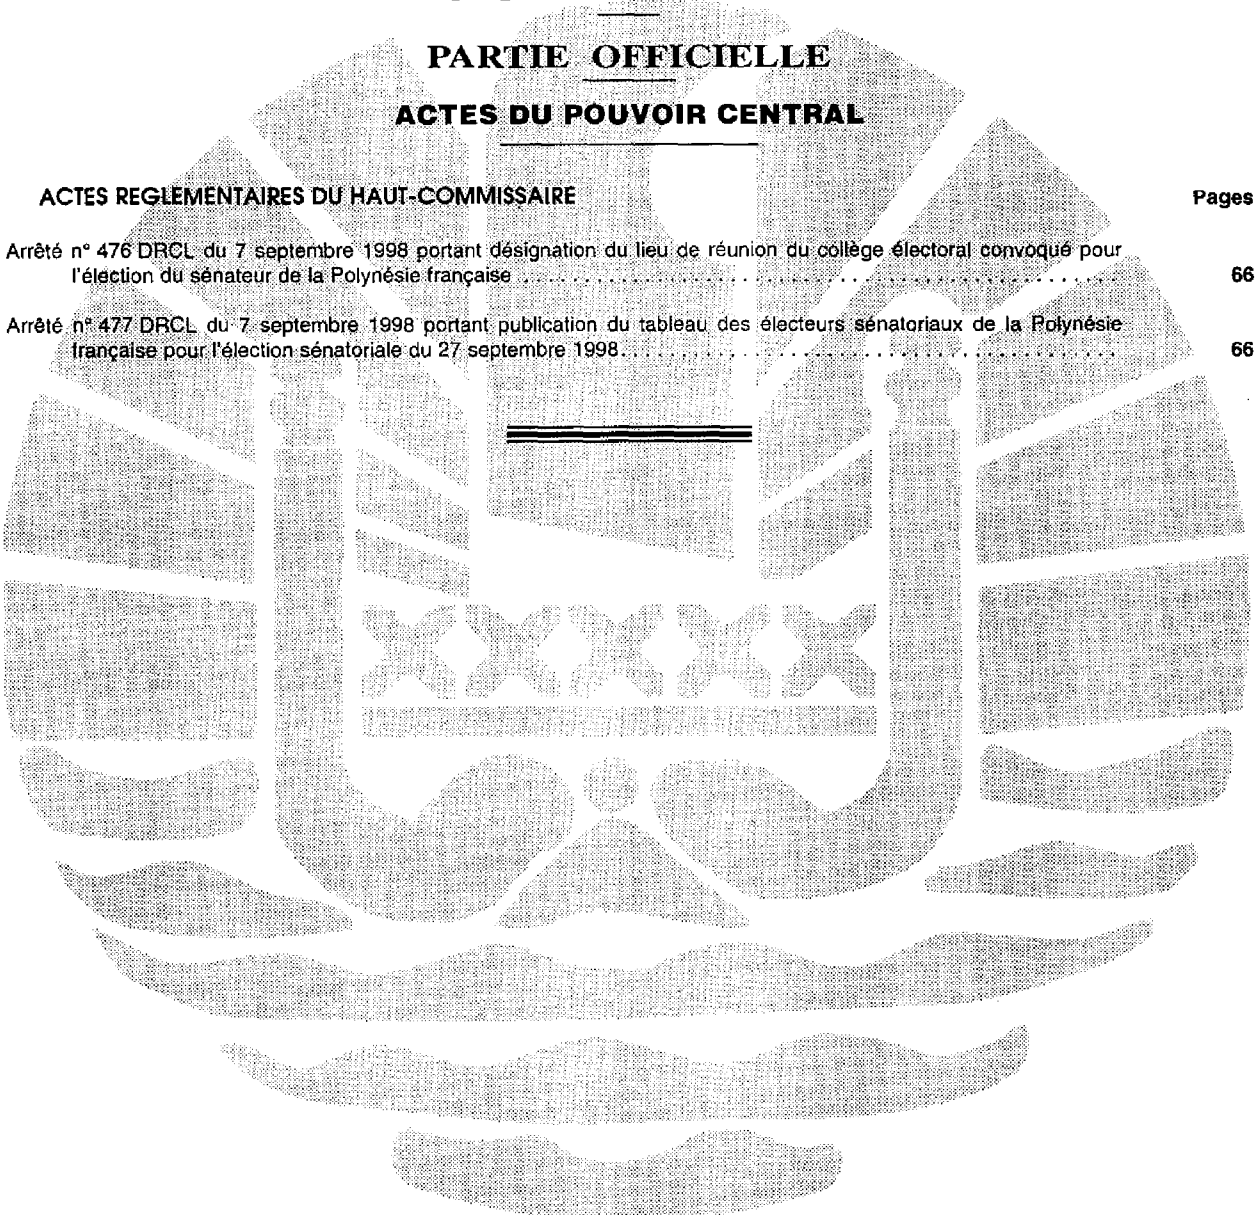 PARTIE OFFICIELLE
ACTES DU POUVOIR CENTRAL
ACTES REGLEMENTAIRES DU HAUT-COMMISSAIRE Pages
Arrêté n° 476 DRCL du 7 septembre 1998 portant désignation du lieu de réunion du collège électoral convoqué pour
l'élection du sénateur de la Polynésie française ........................................ 66
Arrêté n° 477 DRCL du 7 septembre 1998 portant publication du tableau des électeurs sénatoriaux de la Polynésie
française pour l'élection sénatoriale du 27 septembre 1998........................................ 66